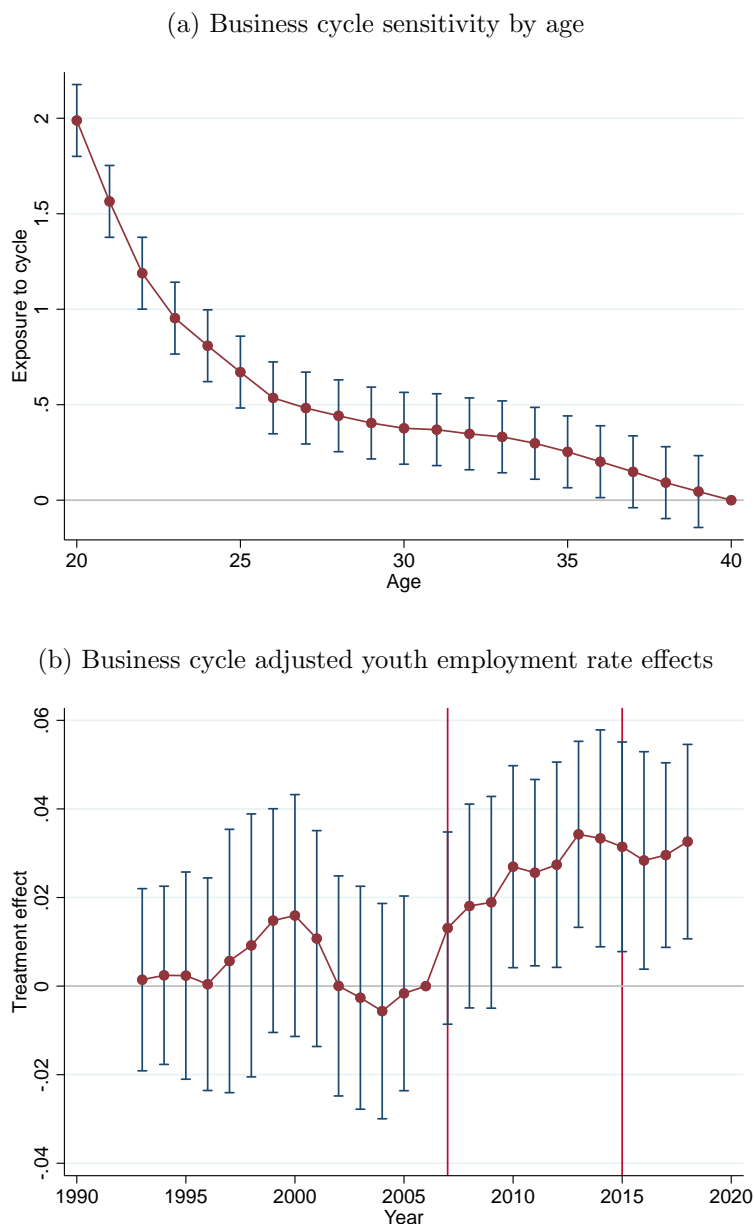 (a) Business cycle sensitivity by age
Exposure to cycle
2
1.5
1
.5
0
20 25 30 35 40
Age
(b) Business cycle adjusted youth employment rate effects
Treatment effect
.06
.04
.02
0
-.02
-.04
1990 1995 2000 2005 2010 2015 2020
Year